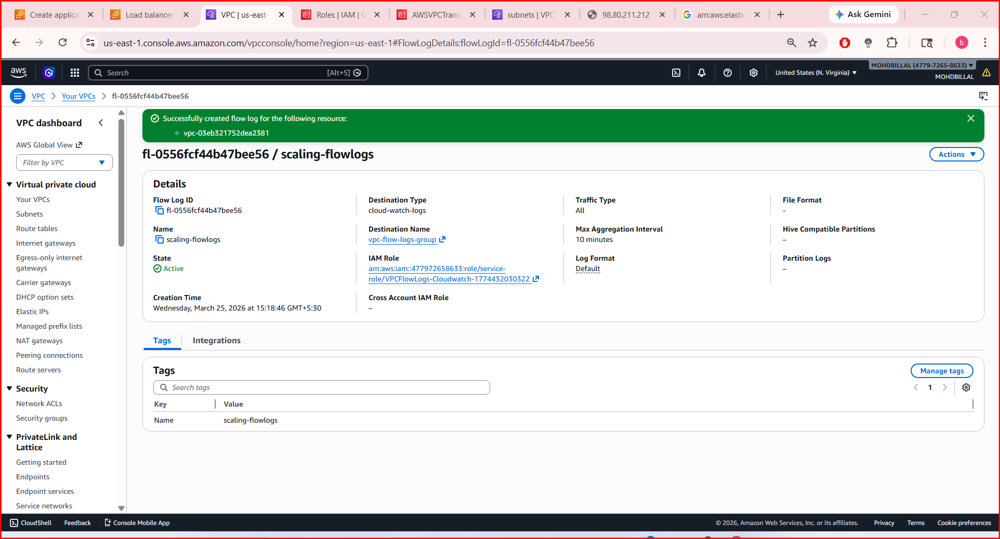 Create applica
Load balancer
VPC | us-east-
Roles | IAM | G
AWSVPCTransi
subnets | VPC
98.80.211.212
arn:aws:elastic
Ask Gemini
us-east-1.console.aws.amazon.com/vpcconsole/home?region=us-east-1#FlowLogDetails:flowLogId=fl-0556fcf44b47bee56
b
aws
Search
[Alt+S]
United States (N. Virginia)
MOHDBILLAL (4779-7265-8633)
MOHDBILLAL
VPC
Your VPCs
fl-0556fcf44b47bee56
VPC dashboard
AWS Global View
Filter by VPC
Virtual private cloud
Your VPCs
Subnets
Route tables
Internet gateways
Egress-only internet
gateways
Carrier gateways
DHCP option sets
Elastic IPs
Managed prefix lists
NAT gateways
Peering connections
Route servers
Security
Network ACLs
Security groups
PrivateLink and
Lattice
Getting started
Endpoints
Endpoint services
Service networks
Successfully created flow log for the following resource:
vpc-03eb321752dea2381
fl-0556fcf44b47bee56 / scaling-flowlogs
Actions
Details
Flow Log ID
fl-0556fcf44b47bee56
Name
scaling-flowlogs
State
Active
Creation Time
Wednesday, March 25, 2026 at 15:18:46 GMT+5:30
Destination Type
cloud-watch-logs
Destination Name
vpc-flow-logs-group
IAM Role
arn:aws:iam::477972658633:role/service-
role/VPCFlowLogs-Cloudwatch-1774432030322
Cross Account IAM Role
–
Traffic Type
All
Max Aggregation Interval
10 minutes
Log Format
Default
File Format
-
Hive Compatible Partitions
–
Partition Logs
–
Tags
Integrations
Tags
Manage tags
Search tags
1
Key
Value
Name
scaling-flowlogs
CloudShell
Feedback
Console Mobile App
© 2026, Amazon Web Services, Inc. or its affiliates.
Privacy
Terms
Cookie preferences